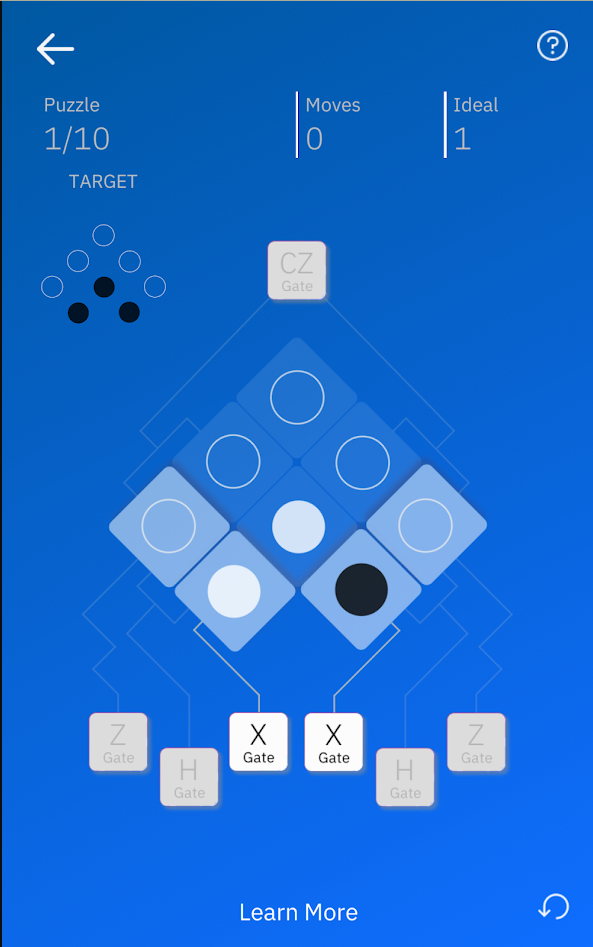 ?
Puzzle
Moves
Ideal
1/10
0
1
TARGET
CZ
Gate
Z
Gate
H
Gate
X
Gate
X
Gate
H
Gate
Z
Gate
Learn More